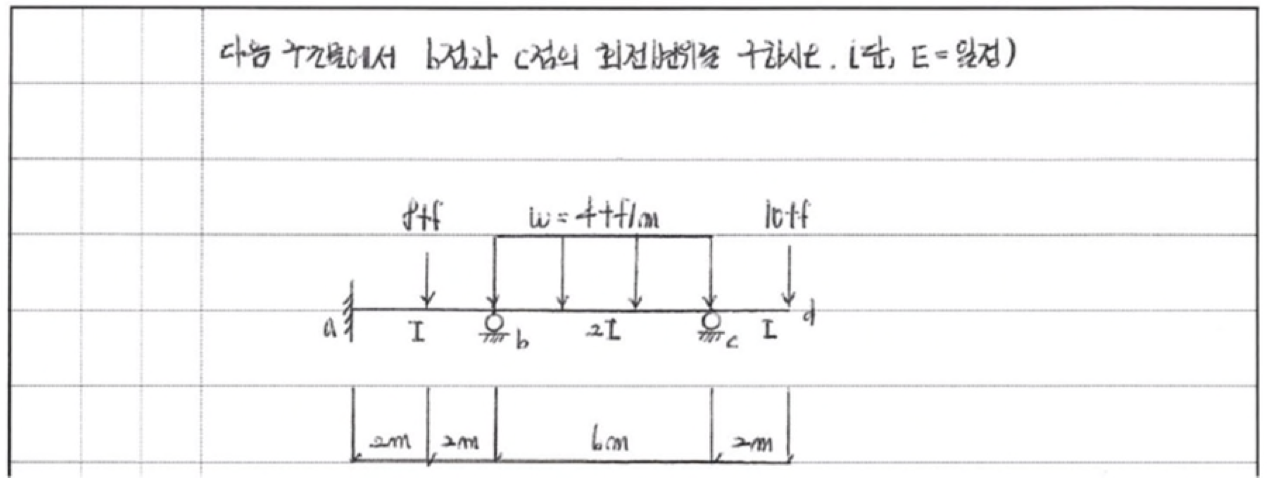 다음 구조물에서 b점과 c점의 회전변위를 구하시오. (단, E = 일정)
8tf w = 4tf/m 10tf
a I b 2I c I d
2m 2m 6m 2m